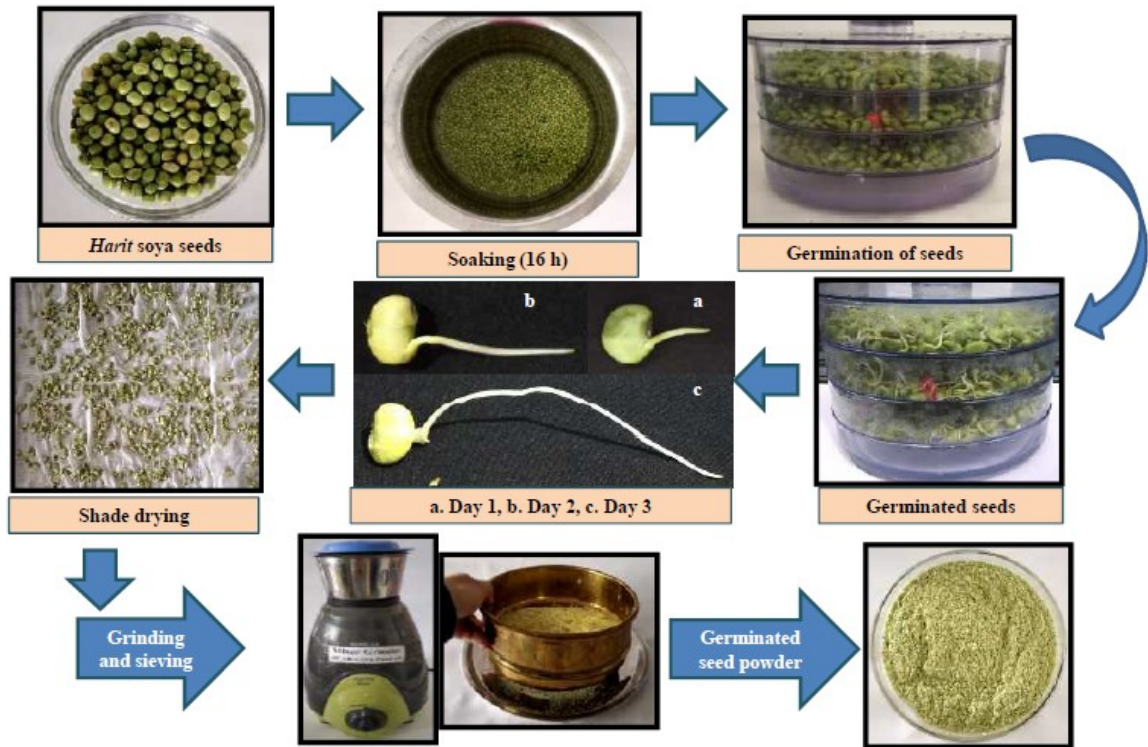 Harit soya seeds
Soaking (16 h)
Germination of seeds
b
a
c
Shade drying
a. Day 1, b. Day 2, c. Day 3
Germinated seeds
Grinding
and sieving
Germinated
seed powder